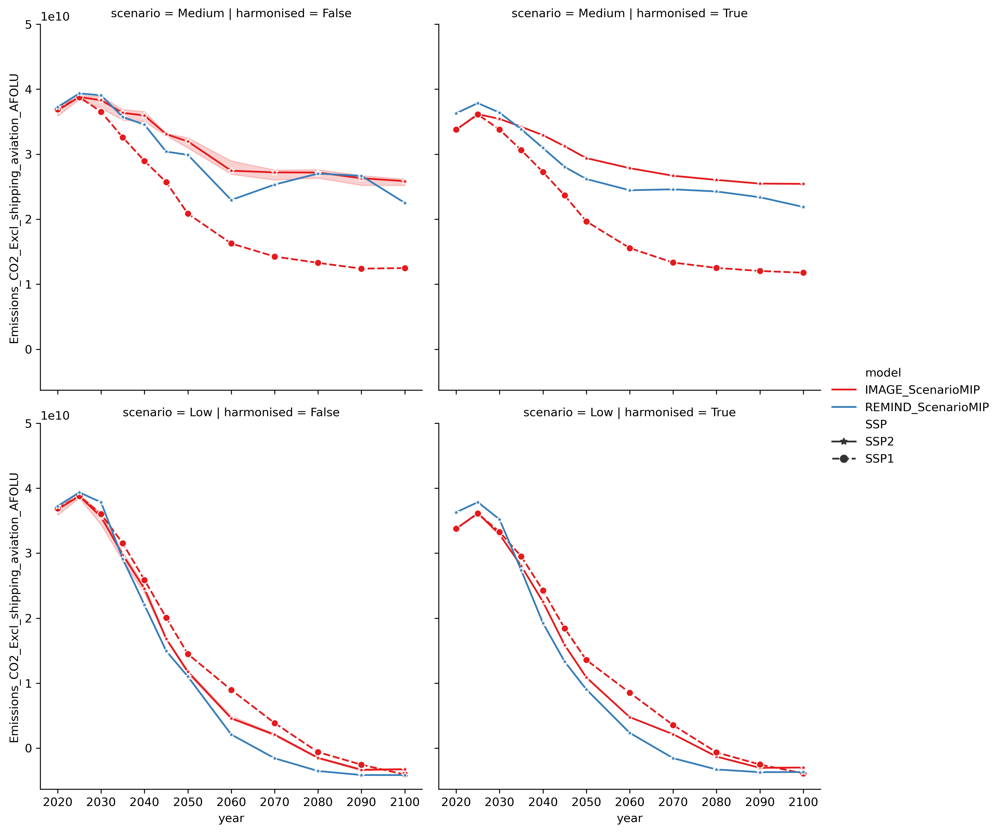 scenario = Medium | harmonised = False
scenario = Medium | harmonised = True
1e10
5
4
3
2
1
0
Emissions_CO2_Excl_shipping_aviation_AFOLU
model
IMAGE_ScenarioMIP
REMIND_ScenarioMIP
SSP
SSP2
SSP1
scenario = Low | harmonised = False
scenario = Low | harmonised = True
1e10
5
4
3
2
1
0
Emissions_CO2_Excl_shipping_aviation_AFOLU
2020 2030 2040 2050 2060 2070 2080 2090 2100
2020 2030 2040 2050 2060 2070 2080 2090 2100
year
year